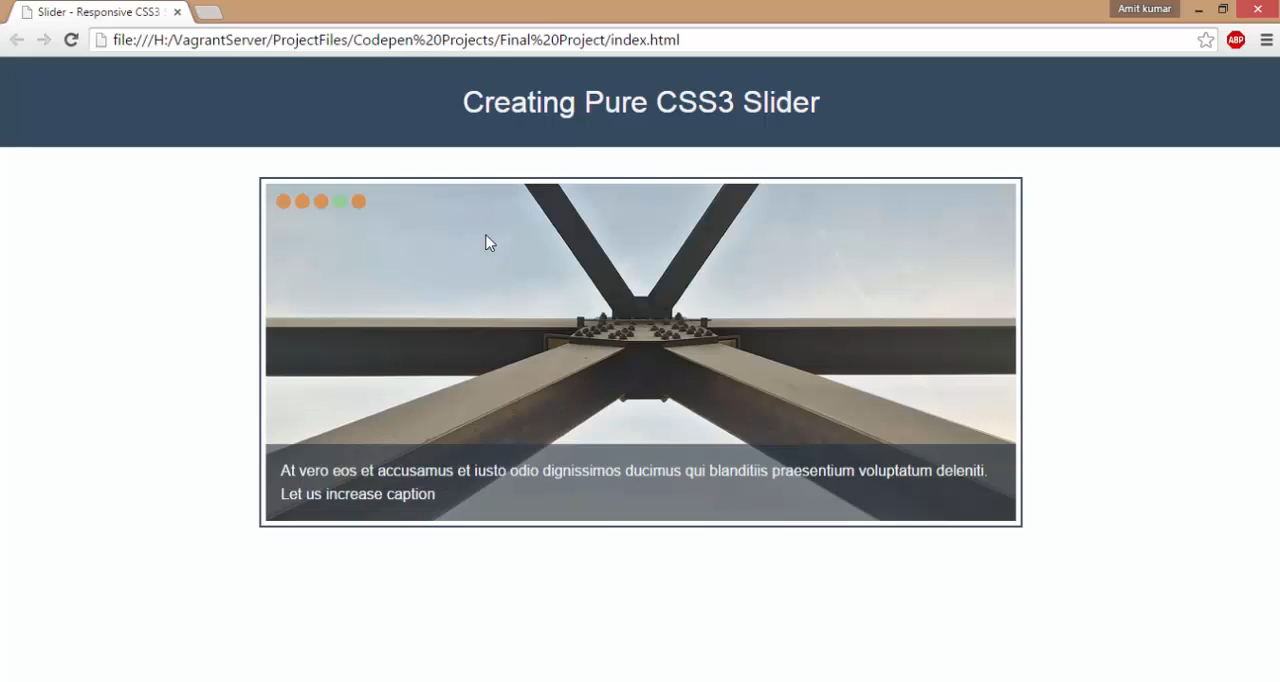 Slider - Responsive CSS3
Amit kumar
file:///H:/VagrantServer/ProjectFiles/Codepen%20Projects/Final%20Project/index.html
ABP
Creating Pure CSS3 Slider
At vero eos et accusamus et iusto odio dignissimos ducimus qui blanditiis praesentium voluptatum deleniti.
Let us increase caption